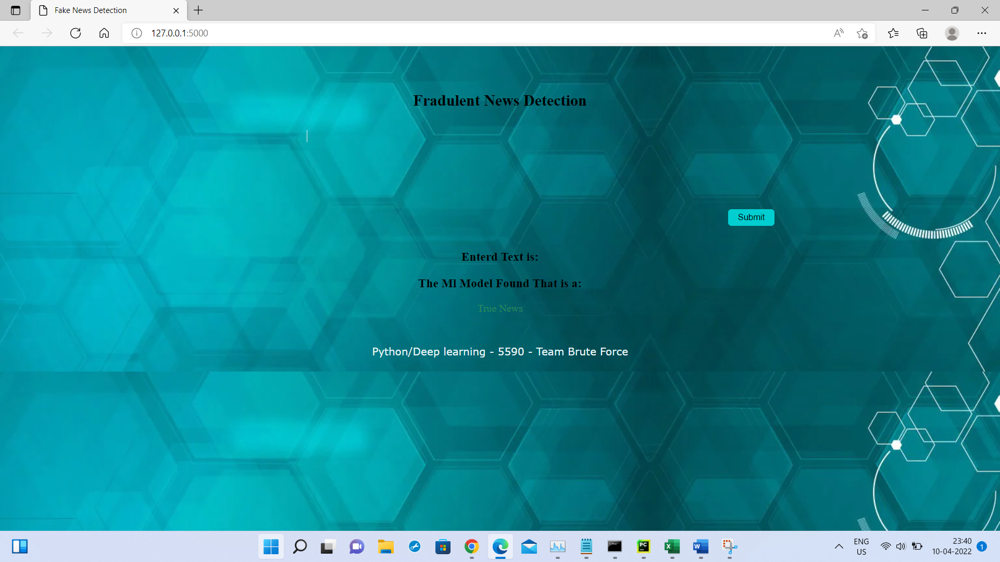 Fake News Detection
127.0.0.1:5000
Fradulent News Detection
Submit
Enterd Text is:
The Ml Model Found That is a:
True News
Python/Deep learning - 5590 - Team Brute Force
PC
X
W
ENG
US
23:40
10-04-2022
1